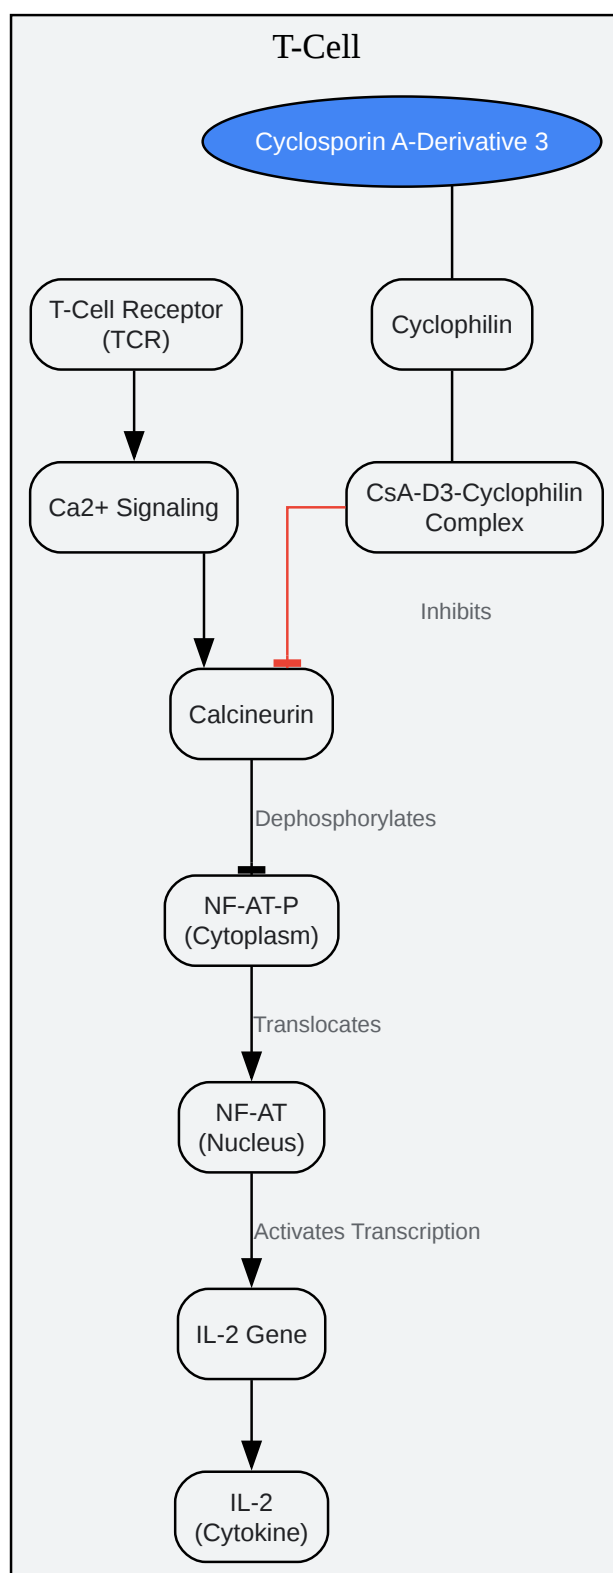 T-Cell
Cyclosporin A-Derivative 3
T-Cell Receptor
(TCR)
Cyclophilin
Ca2+ Signaling
CsA-D3-Cyclophilin
Complex
Inhibits
Calcineurin
Dephosphorylates
NF-AT-P
(Cytoplasm)
Translocates
NF-AT
(Nucleus)
Activates Transcription
IL-2 Gene
IL-2
(Cytokine)